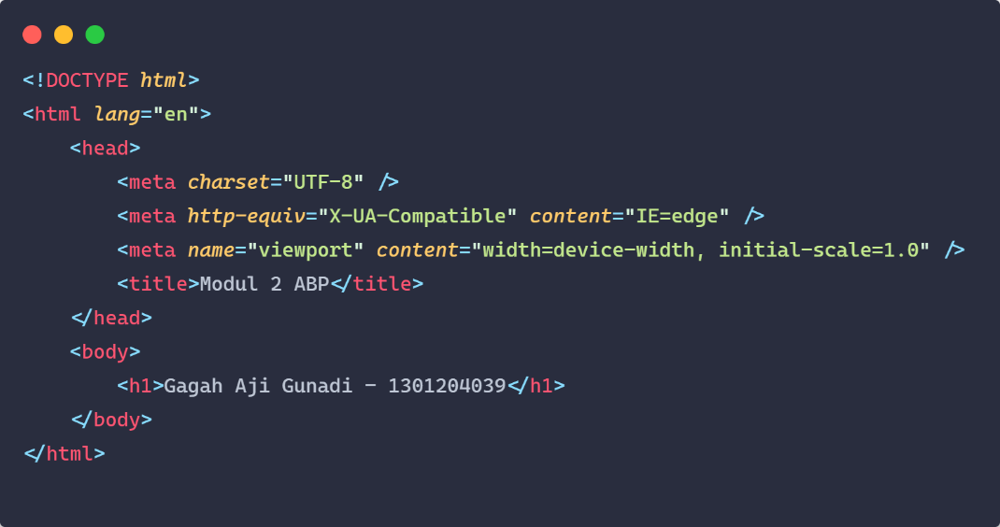 <!DOCTYPE html>
<html lang="en">
    <head>
        <meta charset="UTF-8" />
        <meta http-equiv="X-UA-Compatible" content="IE=edge" />
        <meta name="viewport" content="width=device-width, initial-scale=1.0" />
        <title>Modul 2 ABP</title>
    </head>
    <body>
        <h1>Gagah Aji Gunadi - 1301204039</h1>
    </body>
</html>